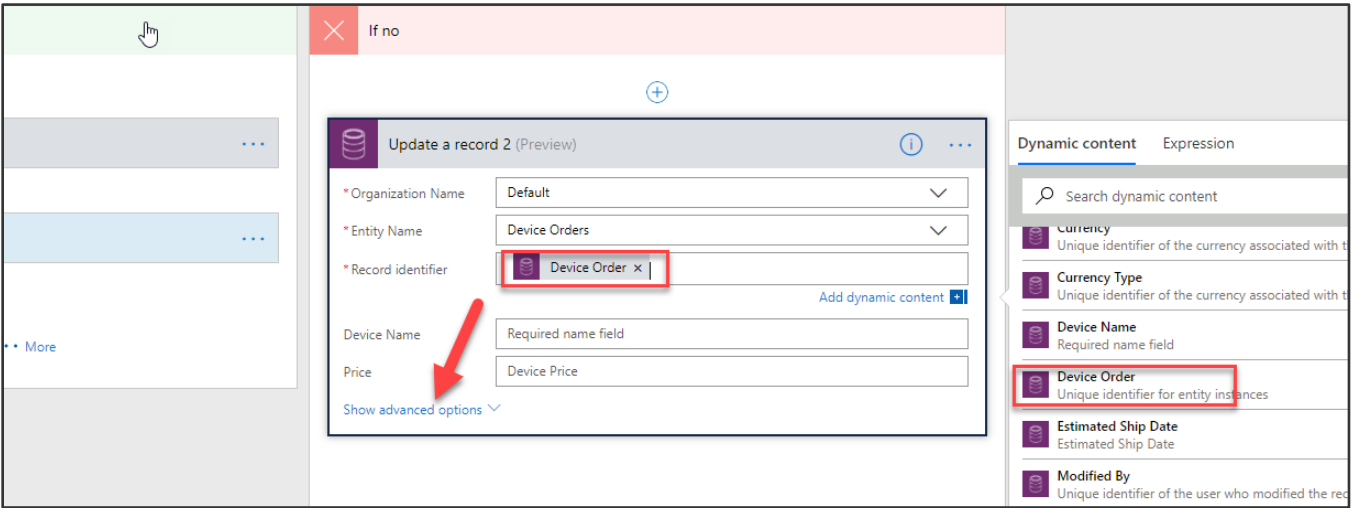 If no
Update a record 2 (Preview)
* Organization Name
Default
* Entity Name
Device Orders
* Record identifier
Device Order ×
Add dynamic content
Device Name
Required name field
Price
Device Price
Show advanced options
More
Dynamic content
Expression
Search dynamic content
Currency
Unique identifier of the currency associated with t
Currency Type
Unique identifier of the currency associated with t
Device Name
Required name field
Device Order
Unique identifier for entity instances
Estimated Ship Date
Estimated Ship Date
Modified By
Unique identifier of the user who modified the rec